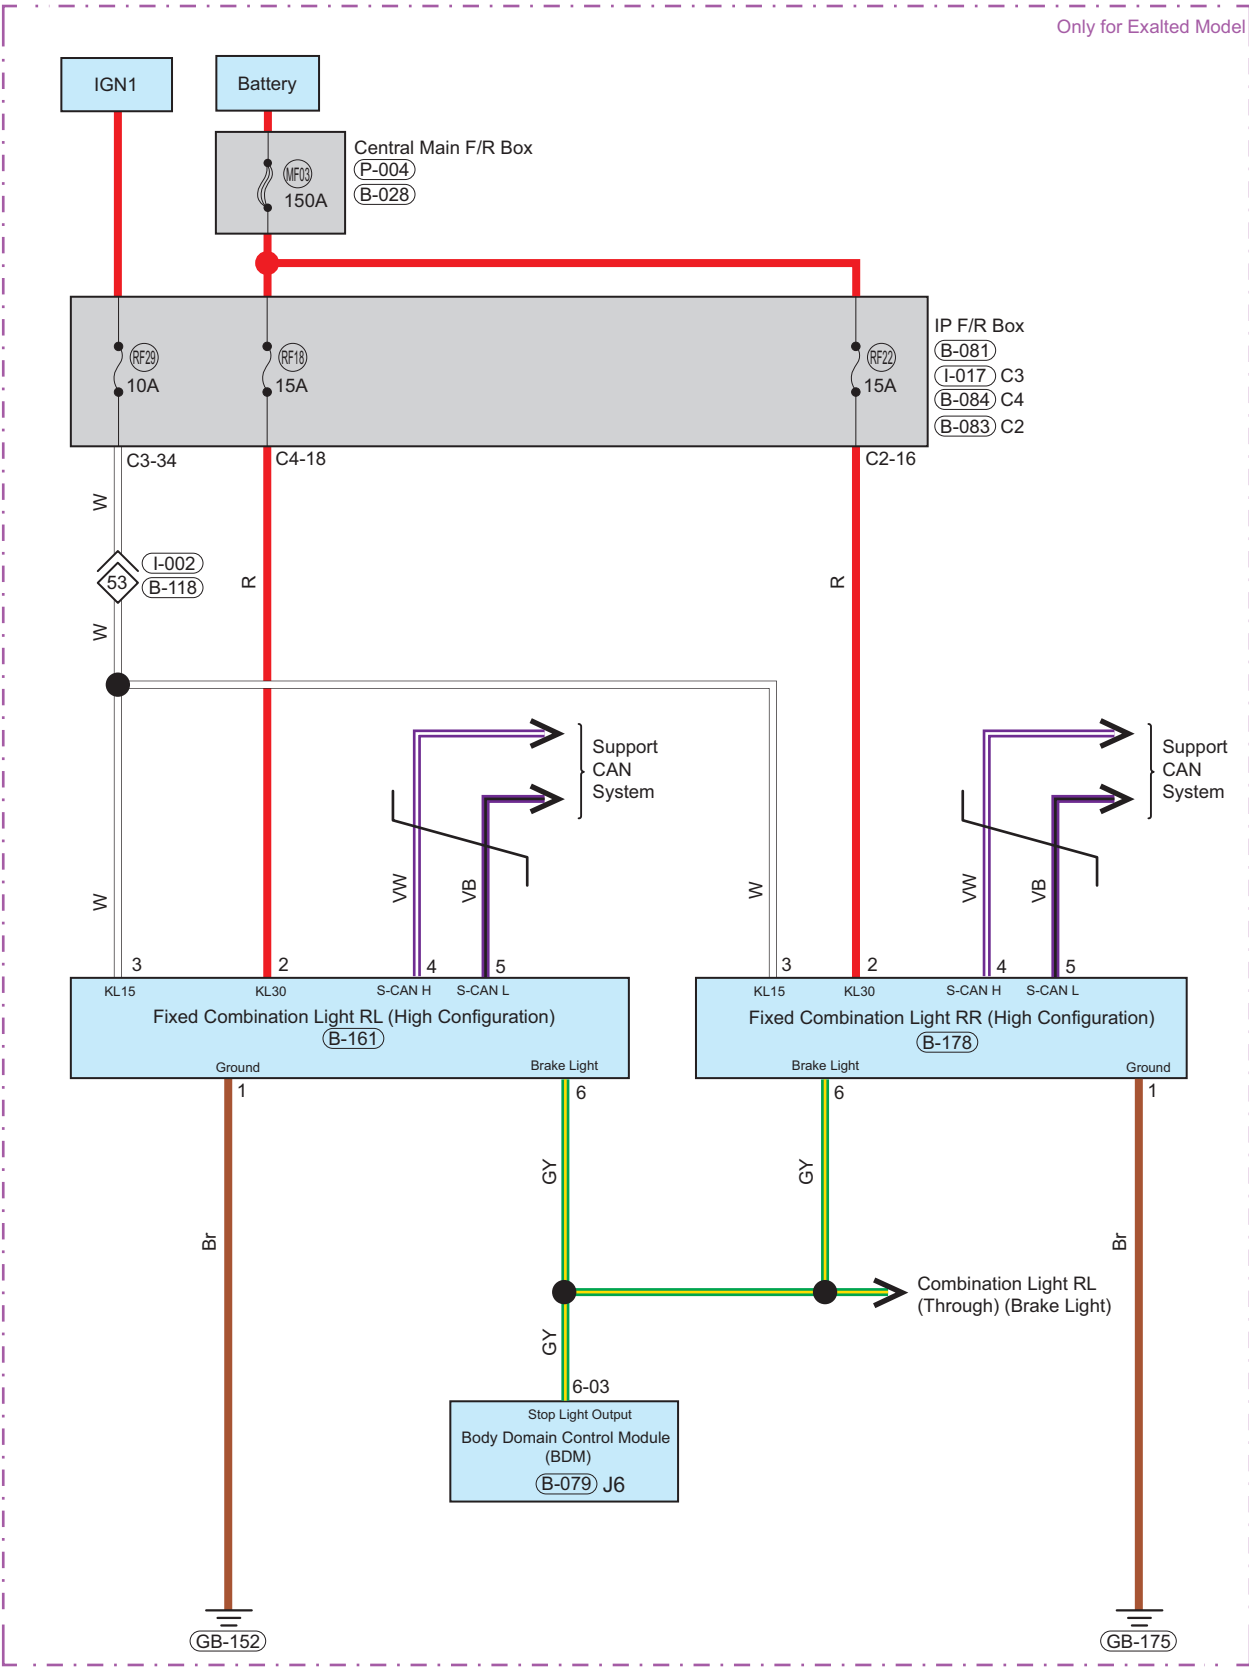 Only for Exalted Model
IGN1
Battery
Central Main F/R Box
P-004
B-028
MF03
150A
IP F/R Box
B-081
I-017 C3
B-084 C4
B-083 C2
RF29
10A
RF18
15A
RF22
15A
C3-34
C4-18
C2-16
W
53
I-002
B-118
R
R
W
Support
CAN
System
Support
CAN
System
W
VW
VB
W
VW
VB
3
2
4
5
3
2
4
5
KL15
KL30
S-CAN H
S-CAN L
Fixed Combination Light RL (High Configuration)
B-161
Ground
Brake Light
KL15
KL30
S-CAN H
S-CAN L
Fixed Combination Light RR (High Configuration)
B-178
Brake Light
Ground
1
6
6
1
GY
GY
Br
Br
Combination Light RL
(Through) (Brake Light)
GY
6-03
Stop Light Output
Body Domain Control Module
(BDM)
B-079 J6
GB-152
GB-175